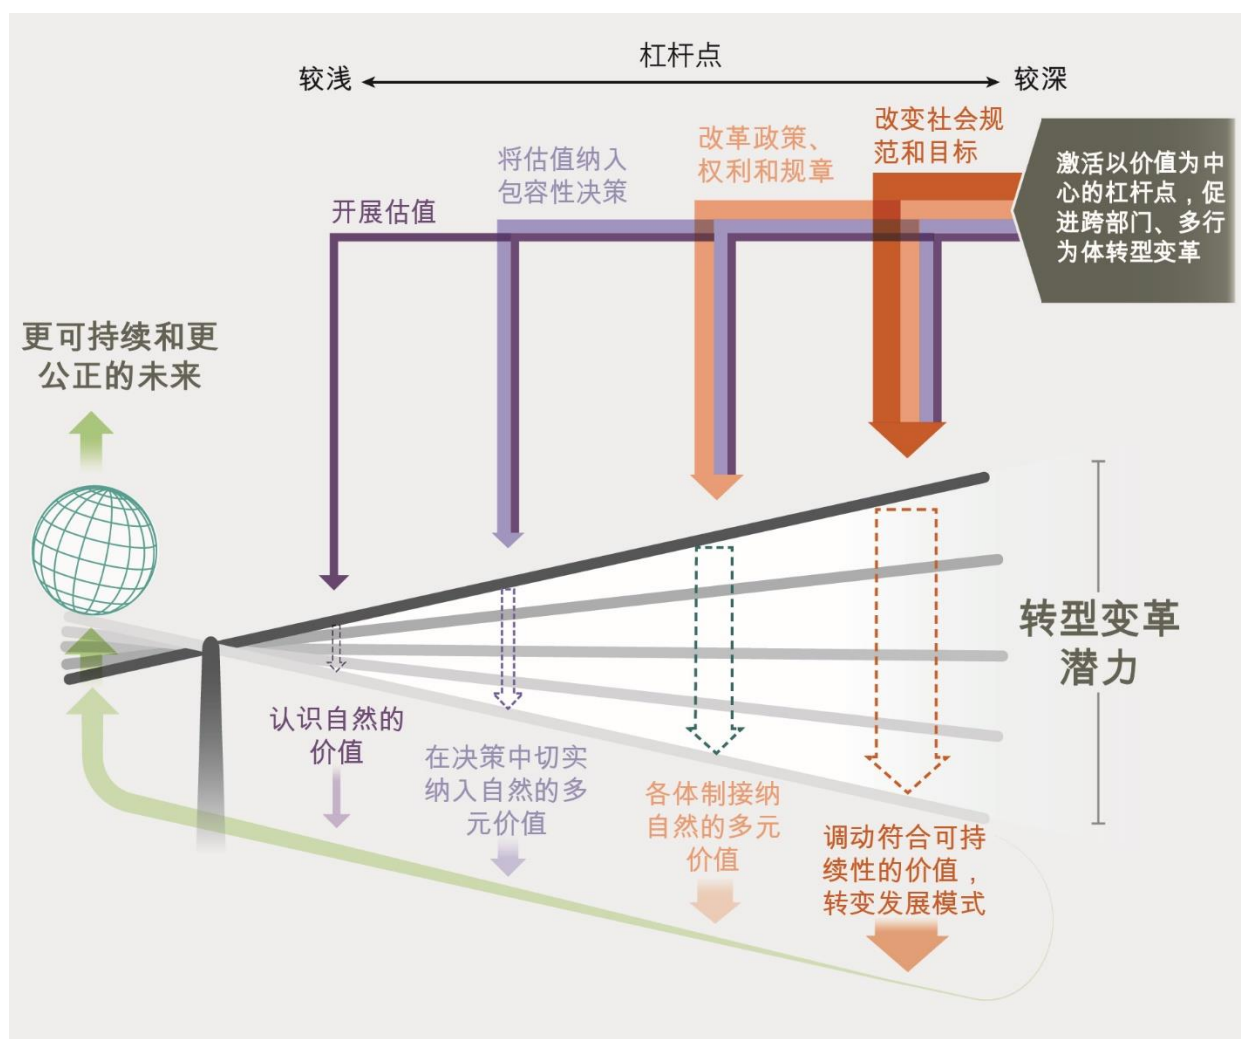 杠杆点
较浅
较深
改变社会规
范和目标
改革政策、
权利和规章
将估值纳入
包容性决策
开展估值
激活以价值为中
心的杠杆点，促
进跨部门、多行
为体转型变革
更可持续和更
公正的未来
转型变革
潜力
认识自然的
价值
在决策中切实
纳入自然的多
元价值
各体制接纳
自然的多元
价值
调动符合可持
续性的价值，
转变发展模式